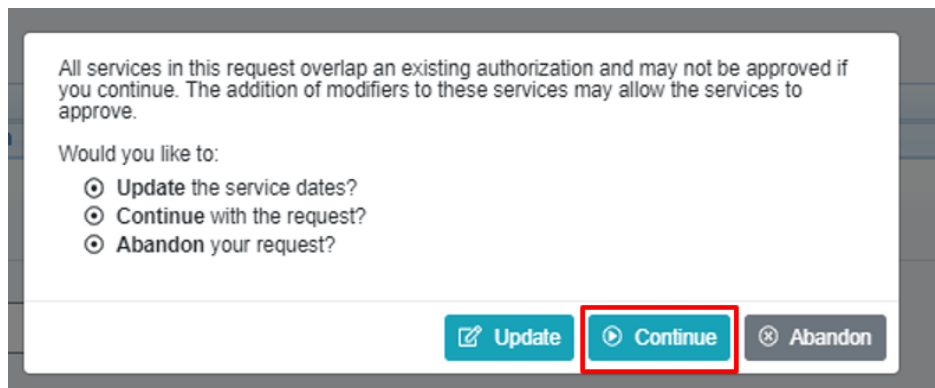 All services in this request overlap an existing authorization and may not be approved if
you continue. The addition of modifiers to these services may allow the services to
approve.
Would you like to:
Update the service dates?
Continue with the request?
Abandon your request?
Update Continue Abandon